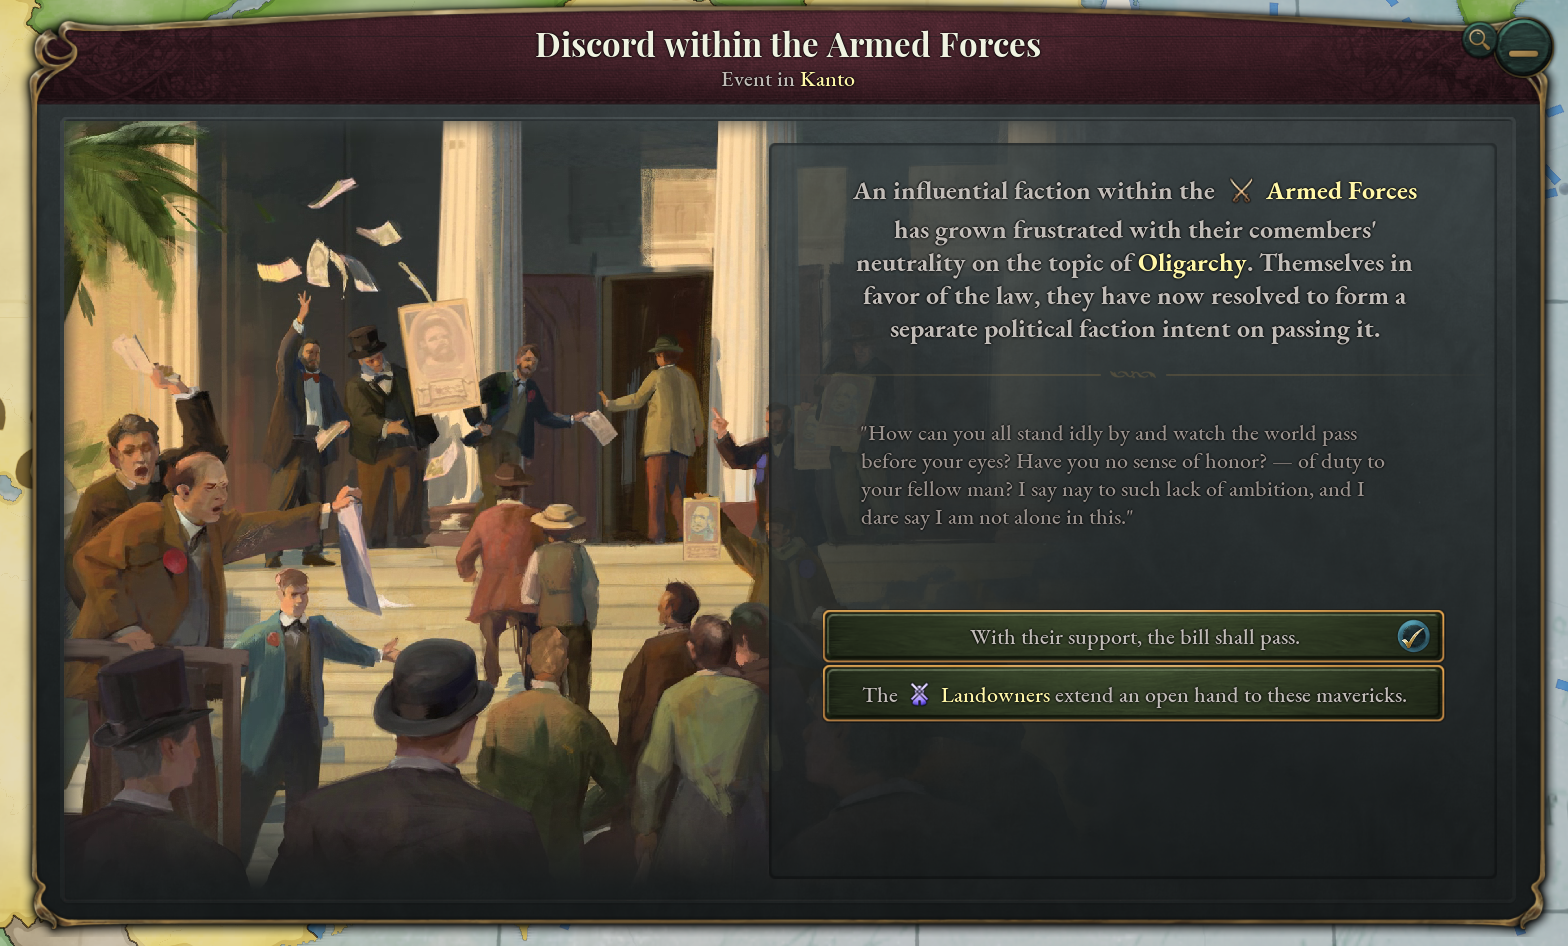 Discord within the Armed Forces
Event in Kanto
An influential faction within the Armed Forces
has grown frustrated with their comembers'
neutrality on the topic of Oligarchy. Themselves in
favor of the law, they have now resolved to form a
separate political faction intent on passing it.
"How can you all stand idly by and watch the world pass
before your eyes? Have you no sense of honor? — of duty to
your fellow man? I say nay to such lack of ambition, and I
dare say I am not alone in this."
With their support, the bill shall pass.
The Landowners extend an open hand to these mavericks.